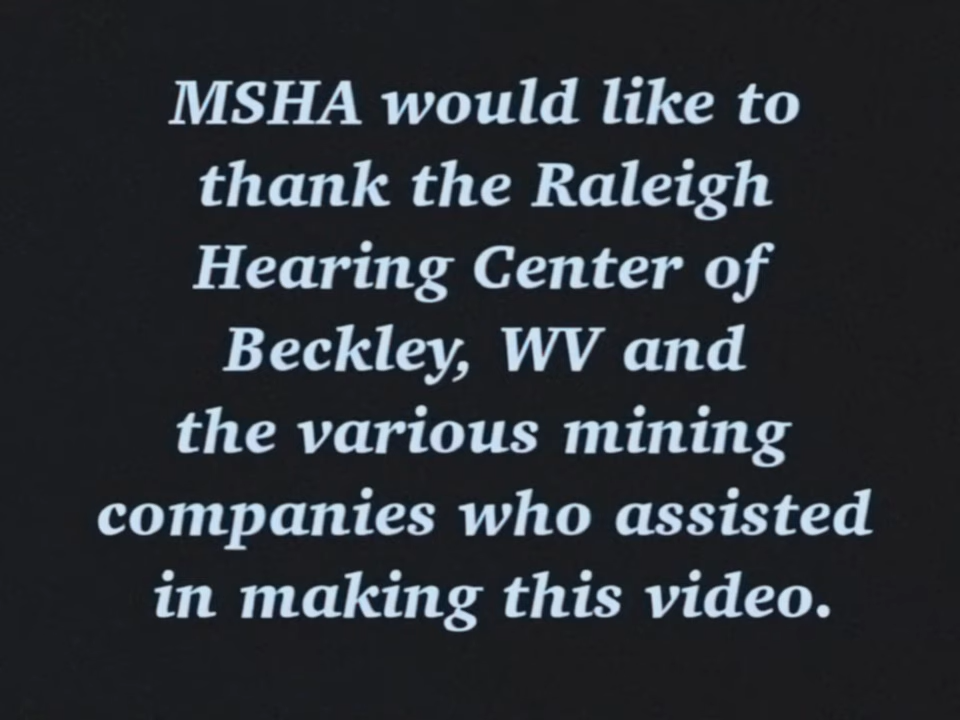 MSHA would like to
thank the Raleigh
Hearing Center of
Beckley, WV and
the various mining
companies who assisted
in making this video.